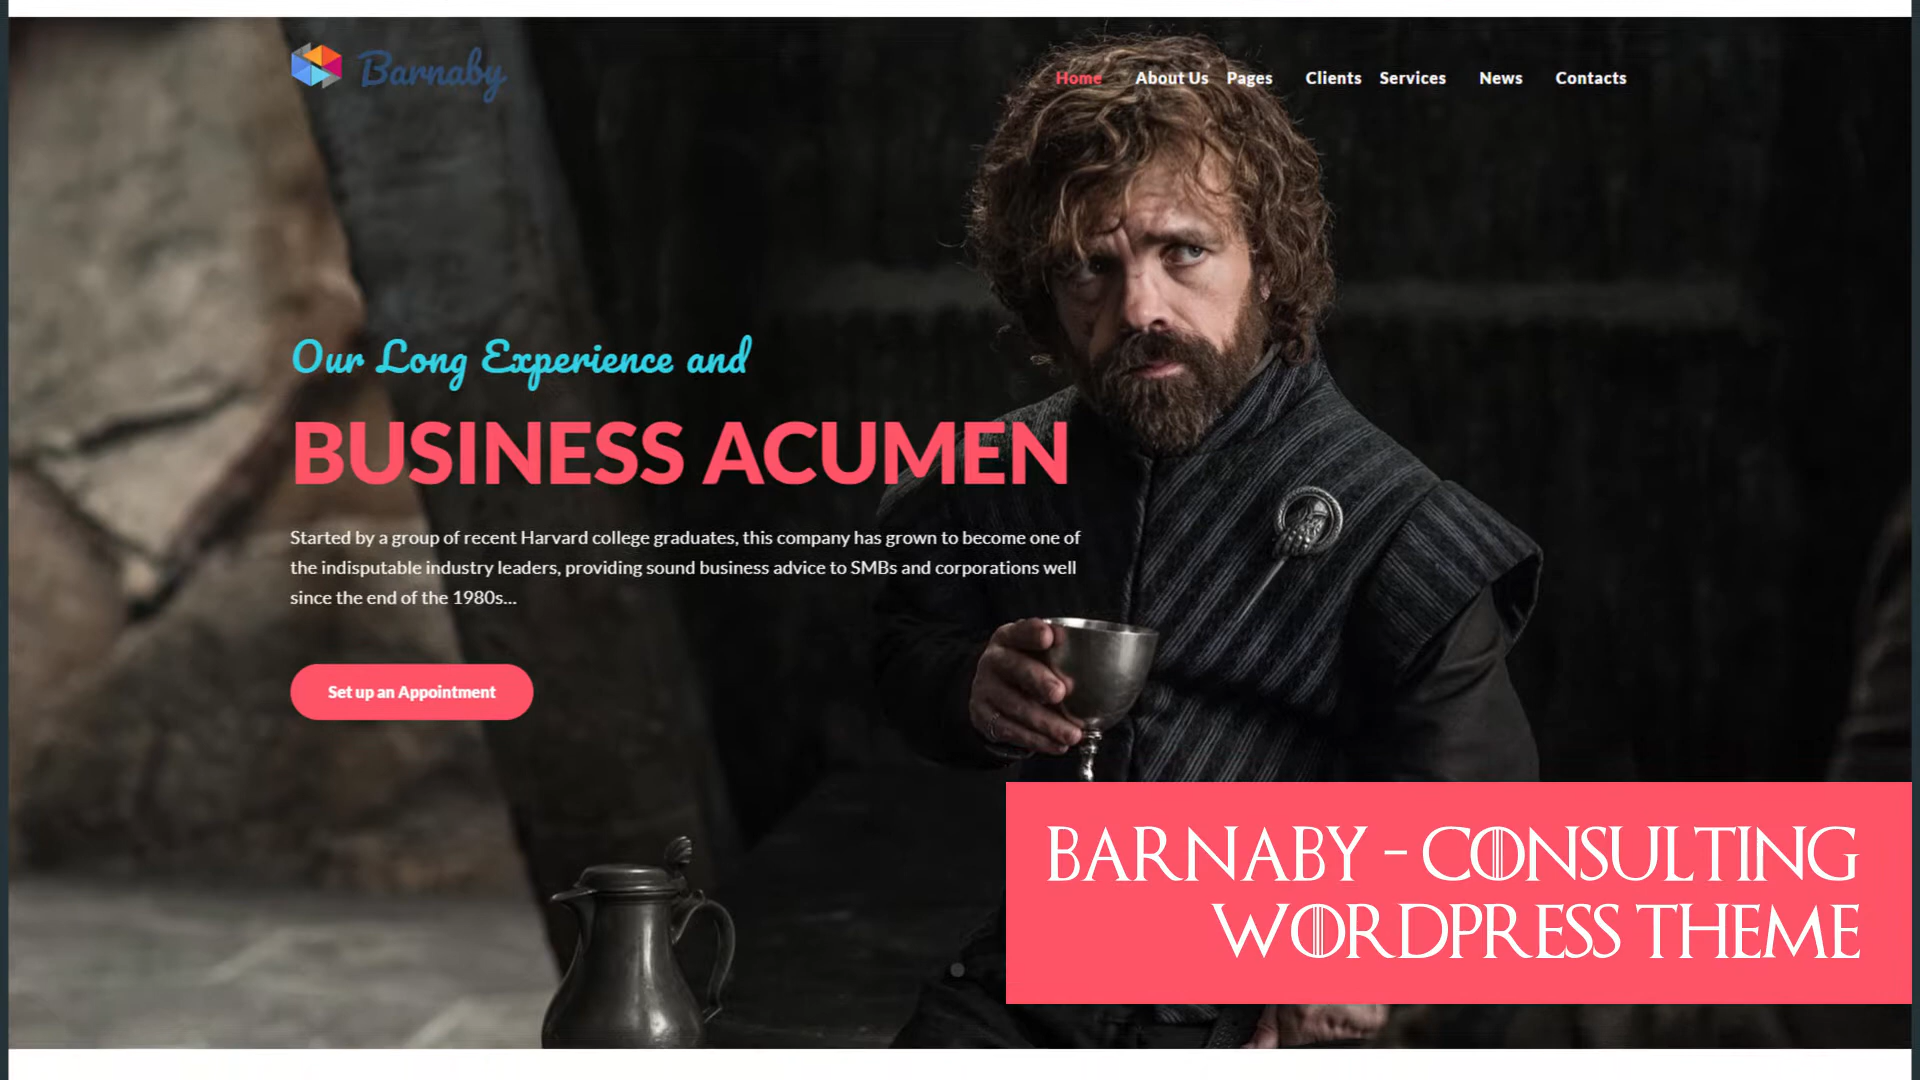 Barnaby
Home About Us Pages Clients Services News Contacts
Our Long Experience and
BUSINESS ACUMEN
Started by a group of recent Harvard college graduates, this company has grown to become one of
the indisputable industry leaders, providing sound business advice to SMBs and corporations well
since the end of the 1980s...
Set up an Appointment
BARNABY - CONSULTING
WORDPRESS THEME